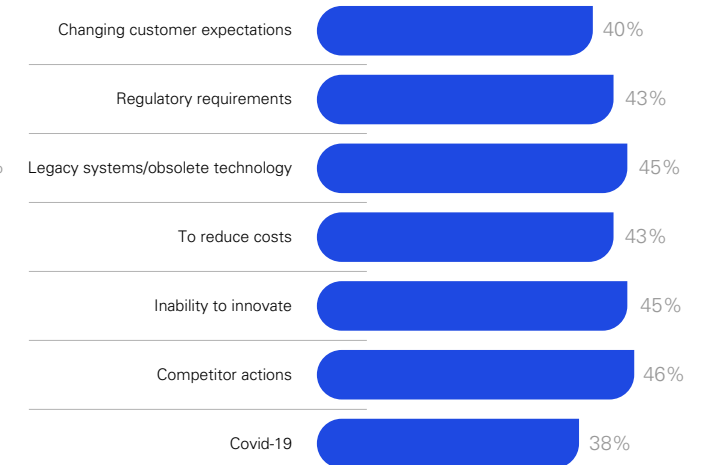 Changing customer expectations 40%
Regulatory requirements 43%
Legacy systems/obsolete technology 45%
To reduce costs 43%
Inability to innovate 45%
Competitor actions 46%
Covid-19 38%